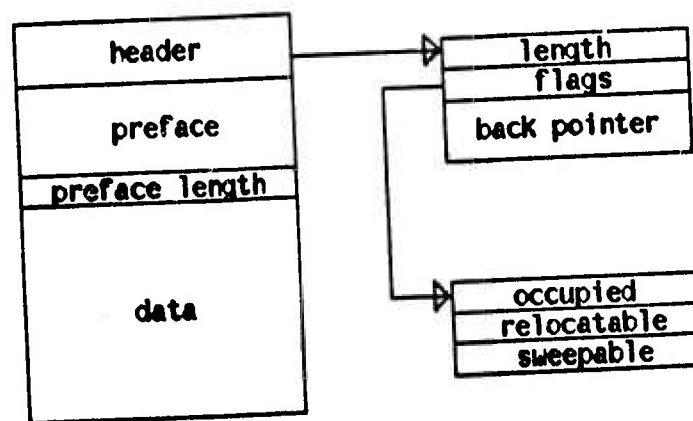 header
preface
preface length
data
length
flags
back pointer
occupied
relocatable
sweepable